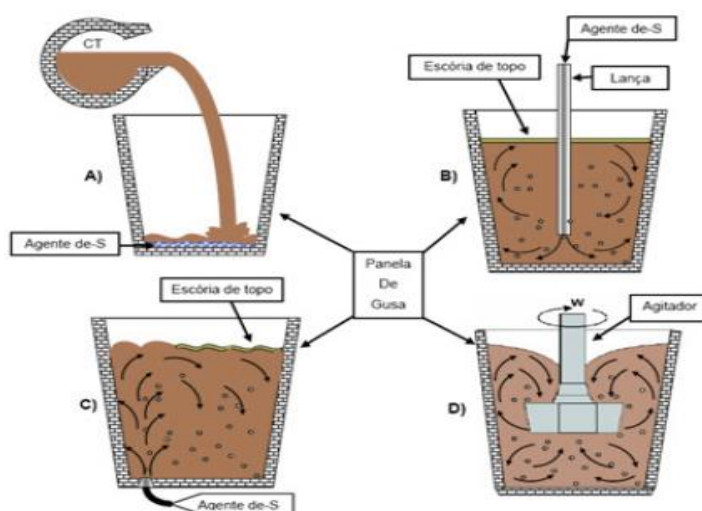 CT
A)
Agente de-S
Agente de-S
Escória de topo
Lança
B)
Panela
De
Gusa
Escória de topo
C)
Agente de-S
W
Agitador
D)